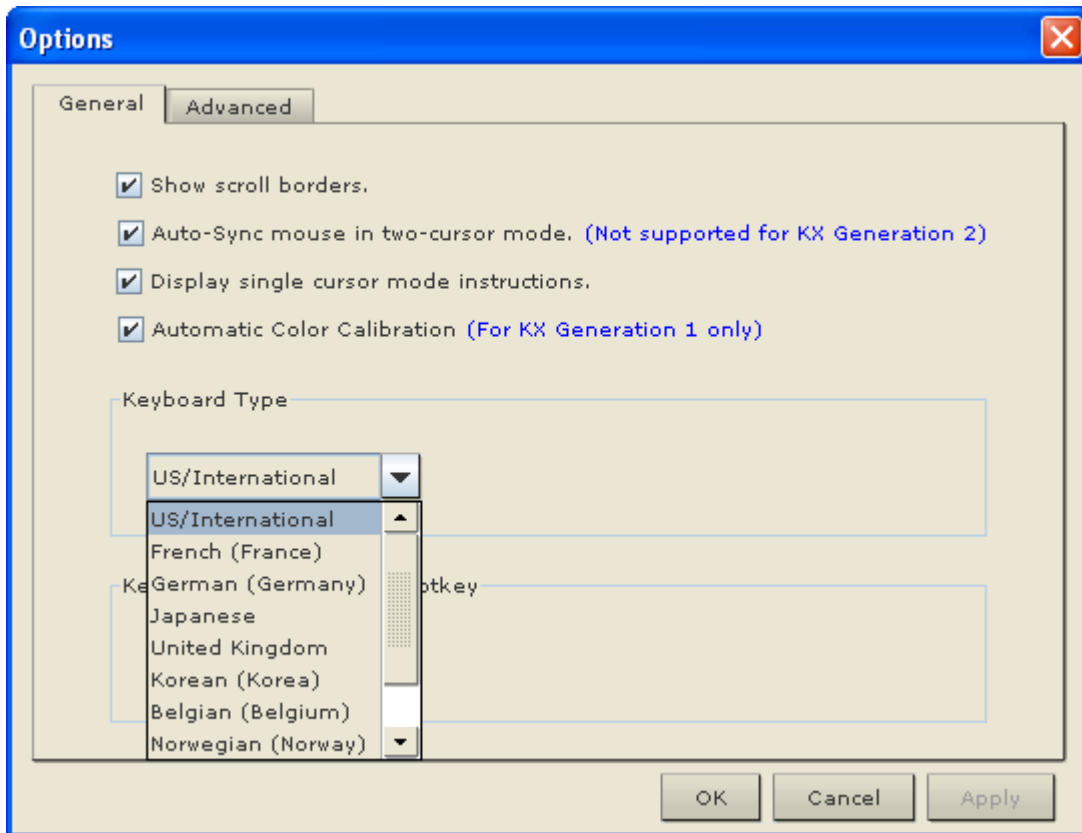 Options
General
Advanced
Show scroll borders.
Auto-Sync mouse in two-cursor mode. (Not supported for KX Generation 2)
Display single cursor mode instructions.
Automatic Color Calibration (For KX Generation 1 only)
Keyboard Type
US/International
US/International
French (France)
German (Germany)
Japanese
United Kingdom
Korean (Korea)
Belgian (Belgium)
Norwegian (Norway)
OK
Cancel
Apply